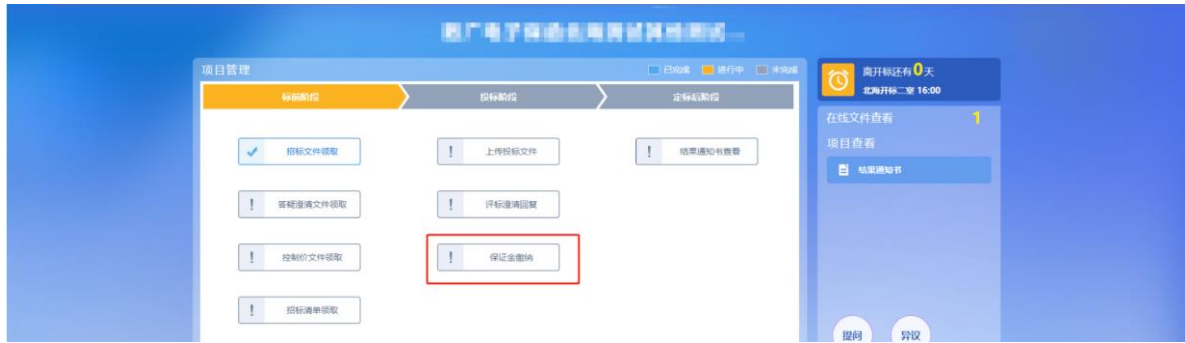 项目管理
已完成 进行中 未完成
标前阶段 投标阶段 定标后阶段
招标文件领取 上传投标文件 结果通知书查看
答疑澄清文件领取 评标澄清回复
控制价文件领取 保证金缴纳
招标清单领取
离开标还有0天
北海开标二室 16:00
在线文件查看 1
项目查看
结果通知书
提问 异议